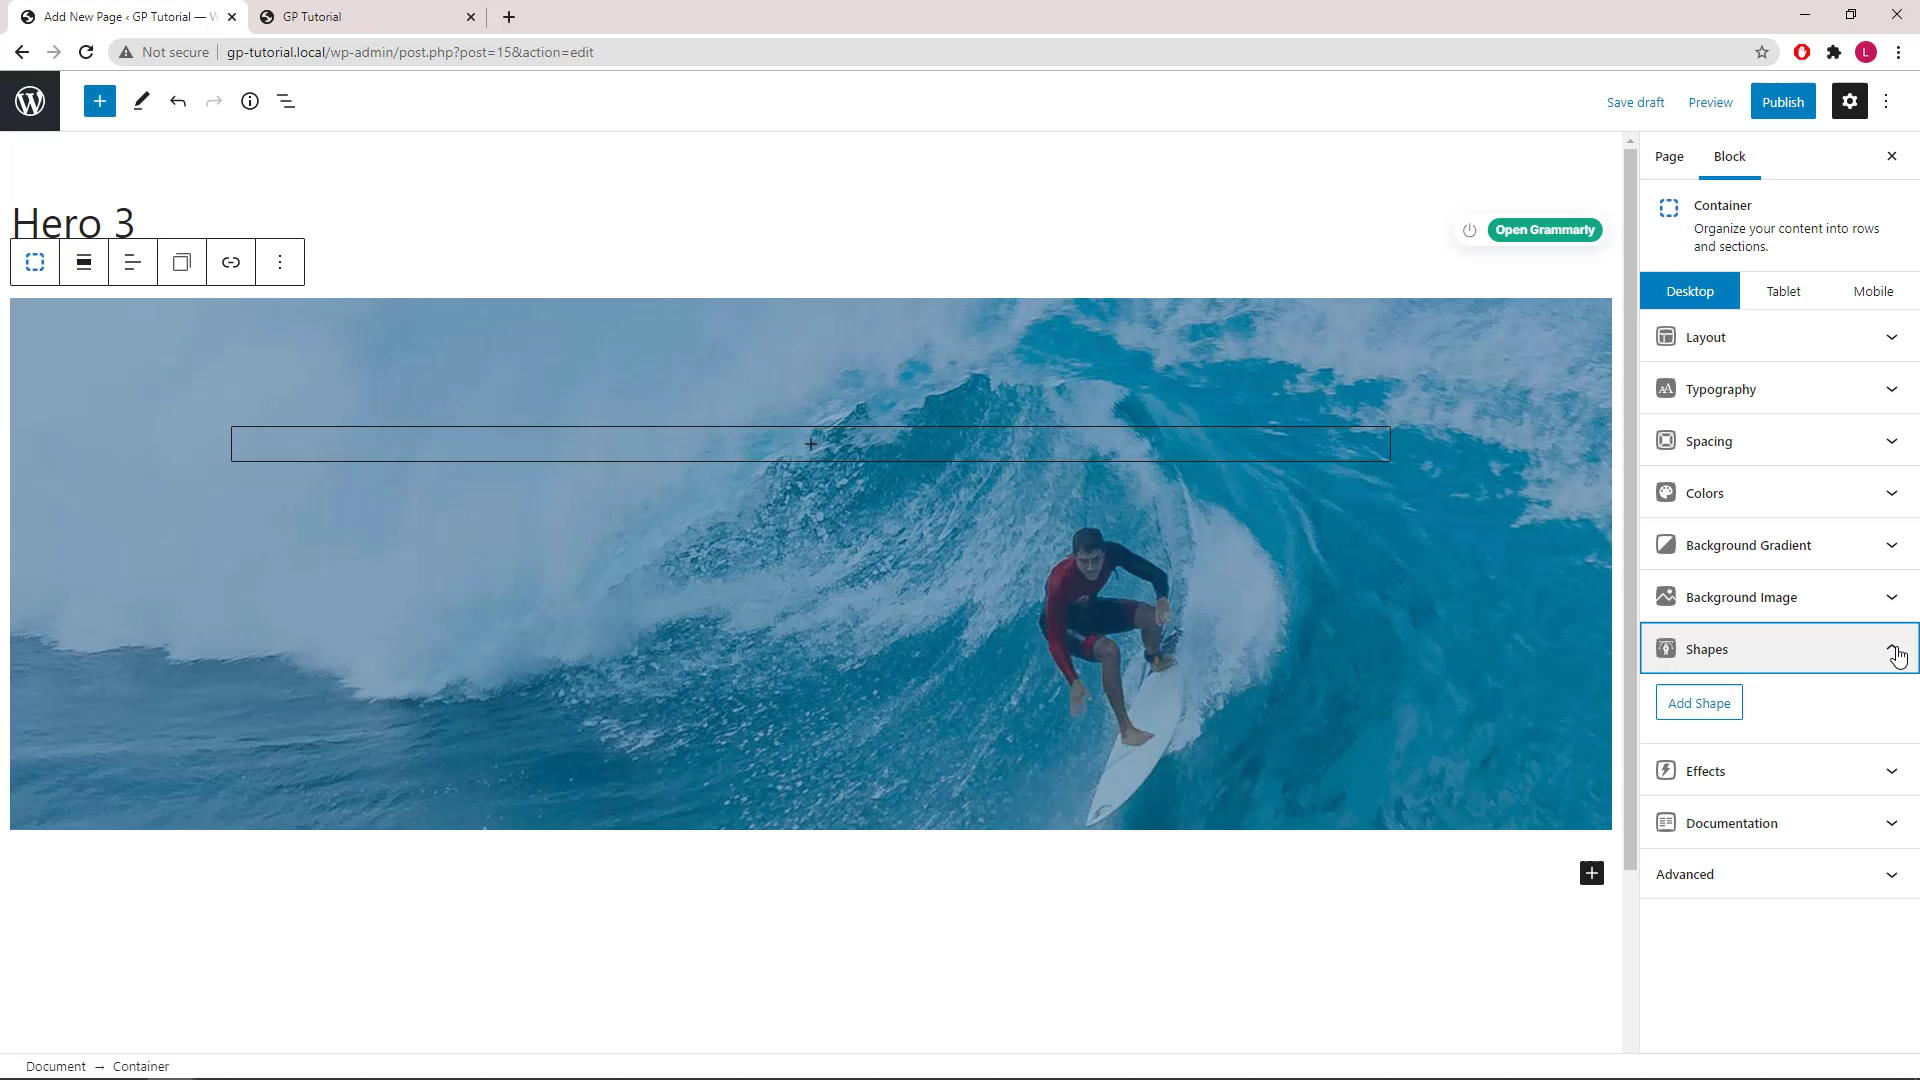 Add New Page ‹ GP Tutorial —
GP Tutorial
Not secure
gp-tutorial.local/wp-admin/post.php?post=15&action=edit
L
Save draft
Preview
Publish
Page
Block
Hero 3
Open Grammarly
Container
Organize your content into rows
and sections.
Desktop
Tablet
Mobile
Layout
Typography
Spacing
Colors
Background Gradient
Background Image
Shapes
Add Shape
Effects
Documentation
Advanced
Document → Container